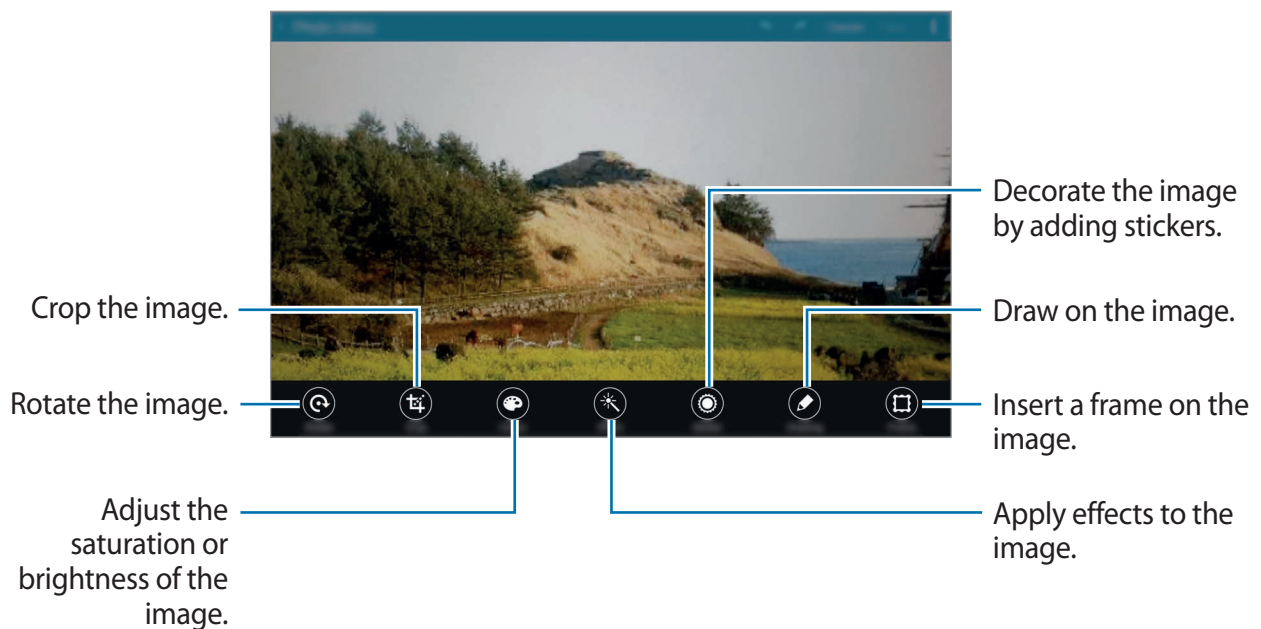 Crop the image.
Rotate the image.
Adjust the
saturation or
brightness of the
image.
Decorate the image
by adding stickers.
Draw on the image.
Insert a frame on the
image.
Apply effects to the
image.